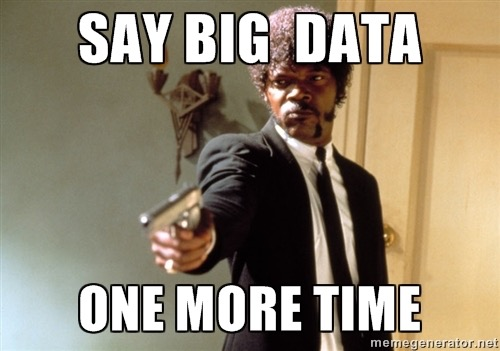 SAY BIG DATA
ONE MORE TIME
memegenerator.net